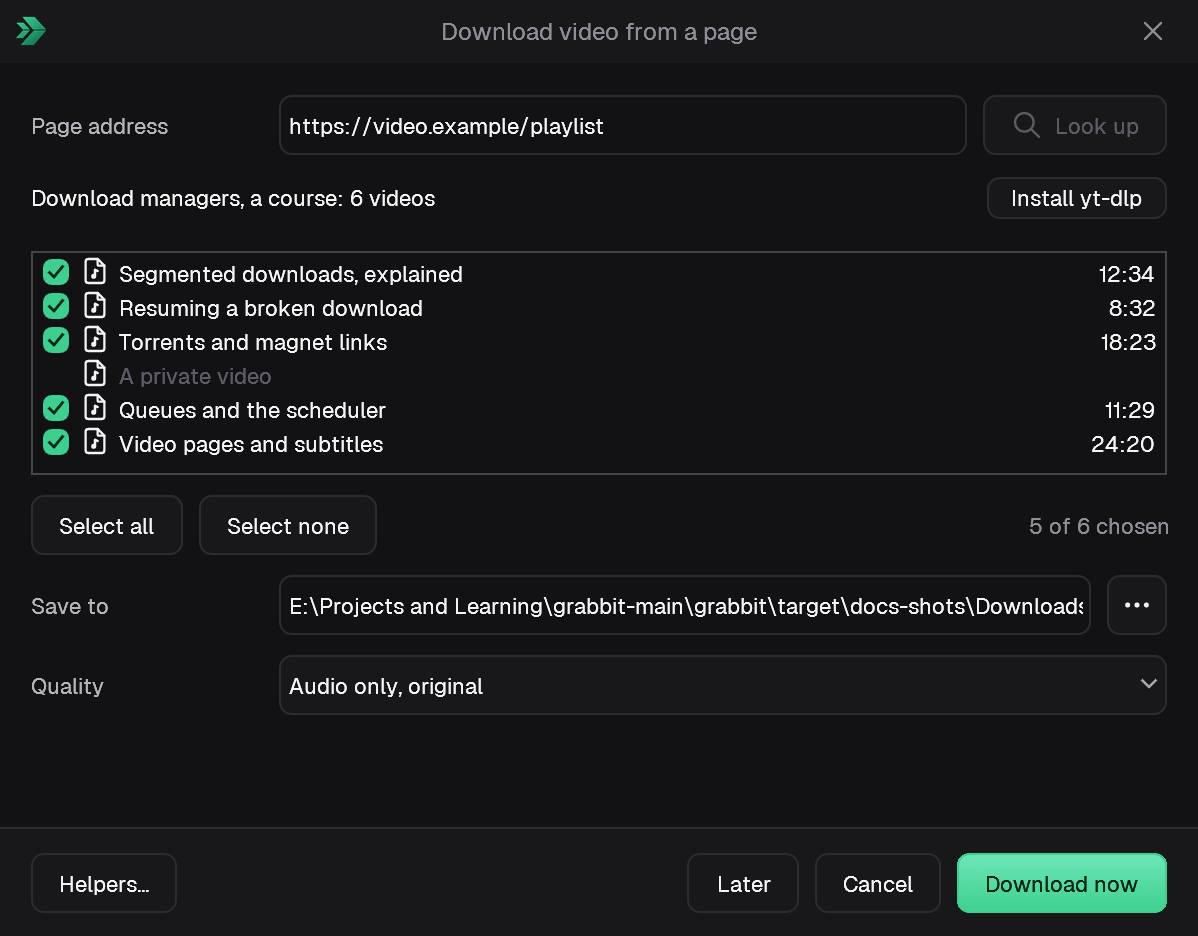 Download video from a page
Page address
https://video.example/playlist
Look up
Download managers, a course: 6 videos
Install yt-dlp
Segmented downloads, explained 12:34
Resuming a broken download 8:32
Torrents and magnet links 18:23
A private video
Queues and the scheduler 11:29
Video pages and subtitles 24:20
Select all
Select none
5 of 6 chosen
Save to
E:\Projects and Learning\grabbit-main\grabbit\target\docs-shots\Downloads
Quality
Audio only, original
Helpers...
Later
Cancel
Download now